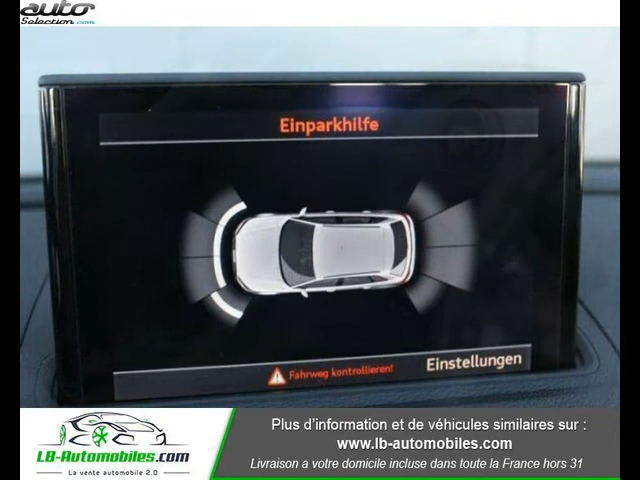 auto
Selection.com
Einparkhilfe
Fahrweg kontrollieren!
Einstellungen
LB-Automobiles.com
La vente automobile 2.0
Plus d'information et de véhicules similaires sur :
www.lb-automobiles.com
Livraison a votre domicile incluse dans toute la France hors 31